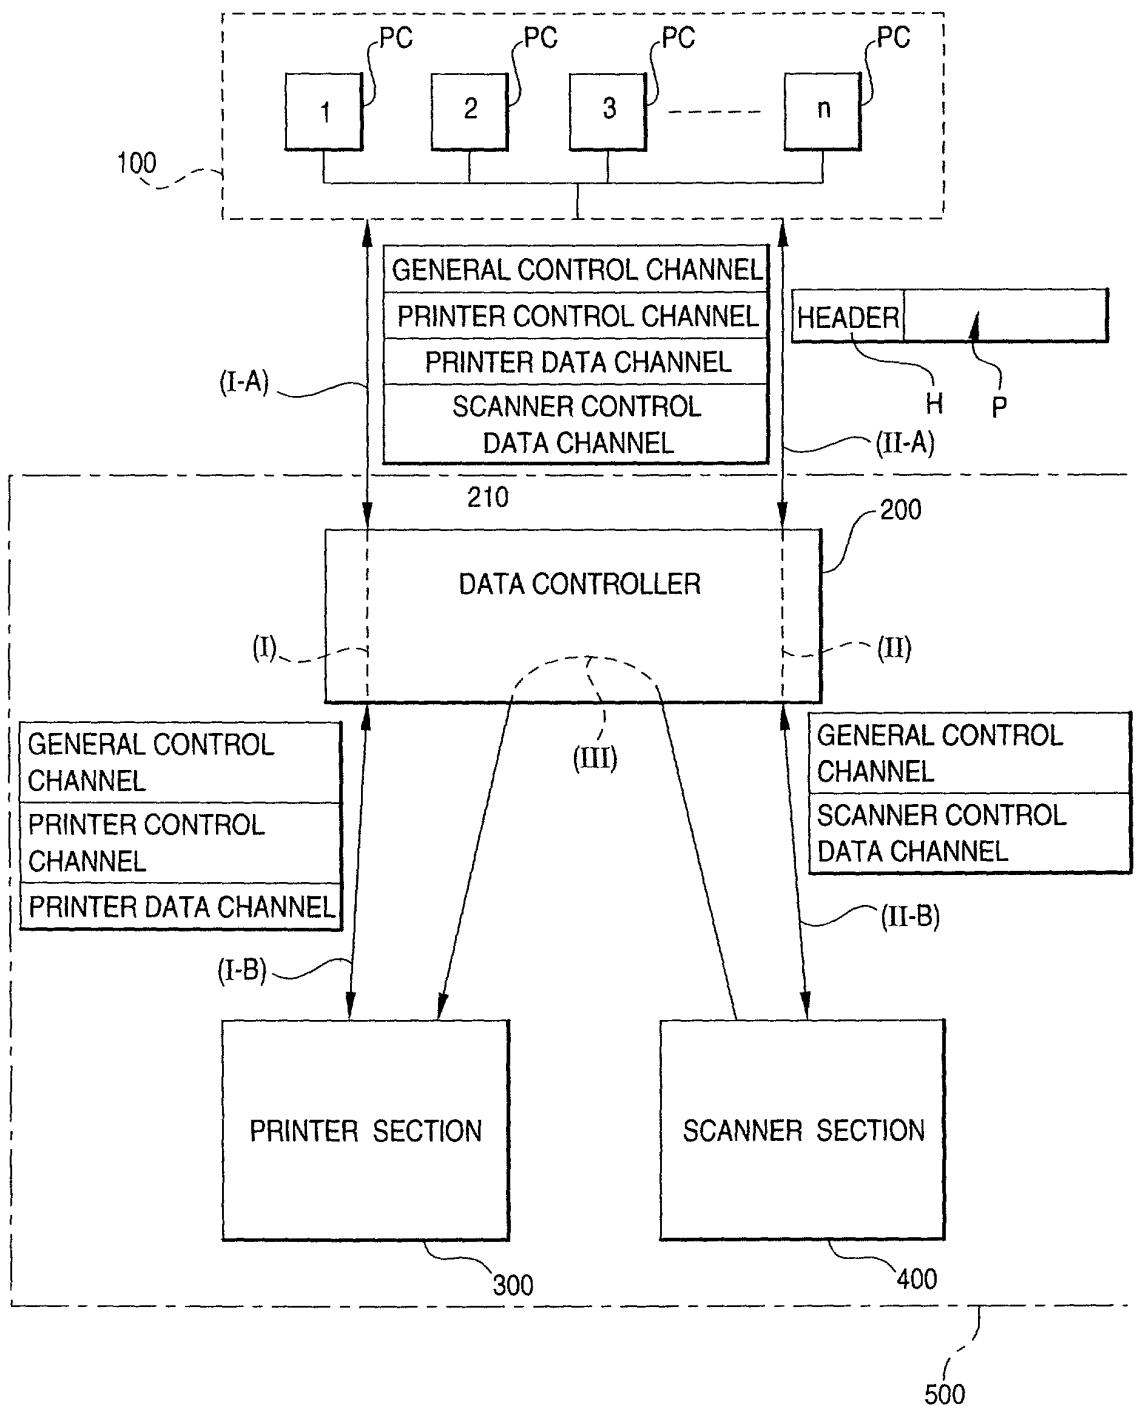 PC
PC
PC
PC
1
2
3
n
100
GENERAL CONTROL CHANNEL
PRINTER CONTROL CHANNEL
PRINTER DATA CHANNEL
SCANNER CONTROL
DATA CHANNEL
HEADER
H
P
(I-A)
(II-A)
210
200
DATA CONTROLLER
(I)
(II)
(III)
GENERAL CONTROL
CHANNEL
PRINTER CONTROL
CHANNEL
PRINTER DATA CHANNEL
GENERAL CONTROL
CHANNEL
SCANNER CONTROL
DATA CHANNEL
(I-B)
(II-B)
PRINTER SECTION
SCANNER SECTION
300
400
500